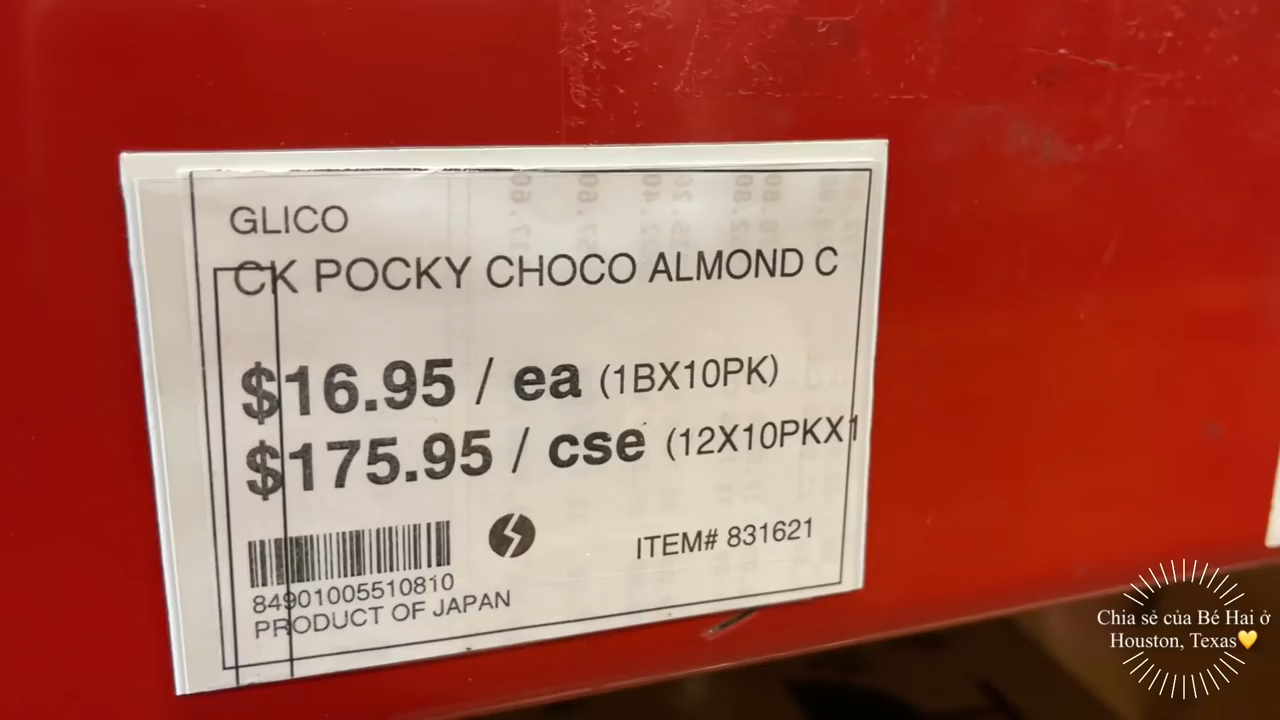 GLICO
CK POCKY CHOCO ALMOND C
$16.95 / ea (1BX10PK)
$175.95 / cse (12X10PKX1
ITEM# 831621
84901005510810
PRODUCT OF JAPAN
Chia sẻ của Bé Hai ở
Houston, Texas💛